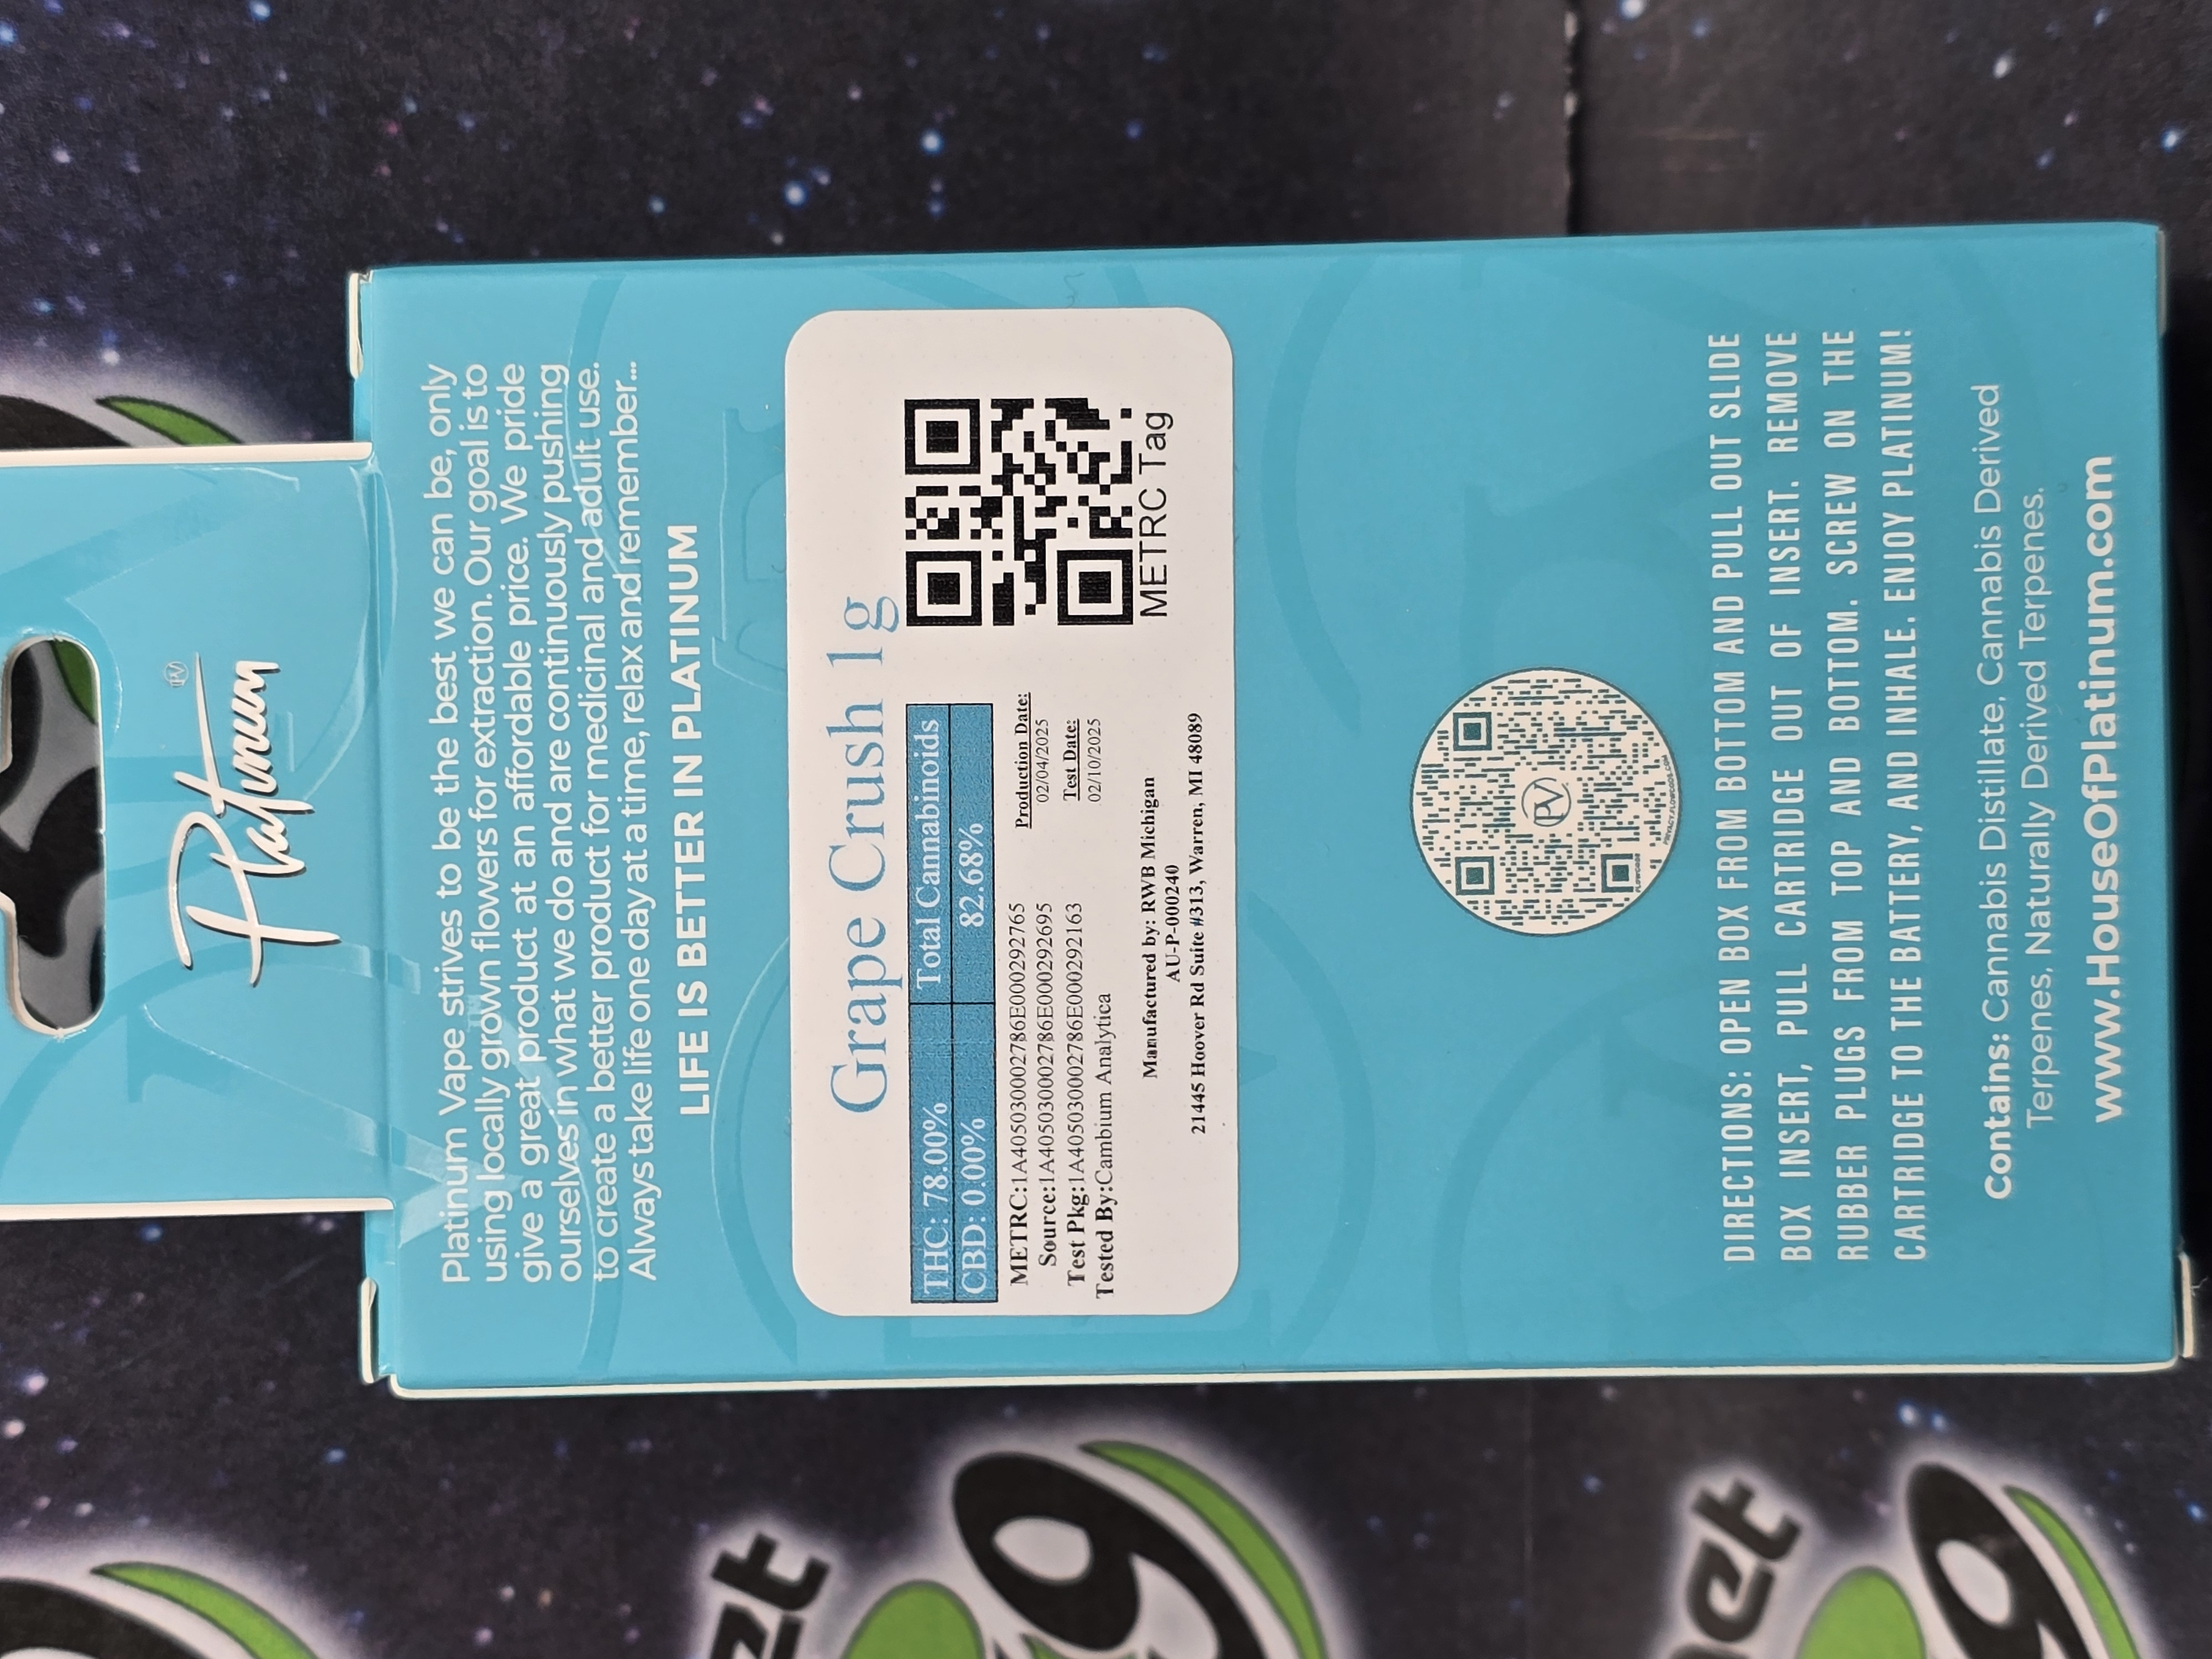 Platinum
PV
Platinum Vape strives to be the best we can be, only
using locally grown flowers for extraction. Our goal is to
give a great product at an affordable price. We pride
ourselves in what we do and are continuously pushing
to create a better product for medicinal and adult use.
Always take life one day at a time, relax and remember...
LIFE IS BETTER IN PLATINUM
Grape Crush 1g
THC: 78.00% Total Cannabinoids
CBD: 0.00% 82.68%
METRC:1A4050300027B6E000292765
Source:1A4050300027B6E000292695
Test Pkg:1A4050300027B6E000292163
Tested By:Cambium Analytica
Production Date:
02/04/2025
Test Date:
02/10/2025
METRC Tag
Manufactured by: RWB Michigan
AU-P-000240
21445 Hoover Rd Suite #313, Warren, MI 48089
PV
DIRECTIONS: OPEN BOX FROM BOTTOM AND PULL OUT SLIDE
BOX INSERT, PULL CARTRIDGE OUT OF INSERT. REMOVE
RUBBER PLUGS FROM TOP AND BOTTOM. SCREW ON THE
CARTRIDGE TO THE BATTERY, AND INHALE. ENJOY PLATINUM!
Contains: Cannabis Distillate, Cannabis Derived
Terpenes, Naturally Derived Terpenes.
www.HouseOfPlatinum.com